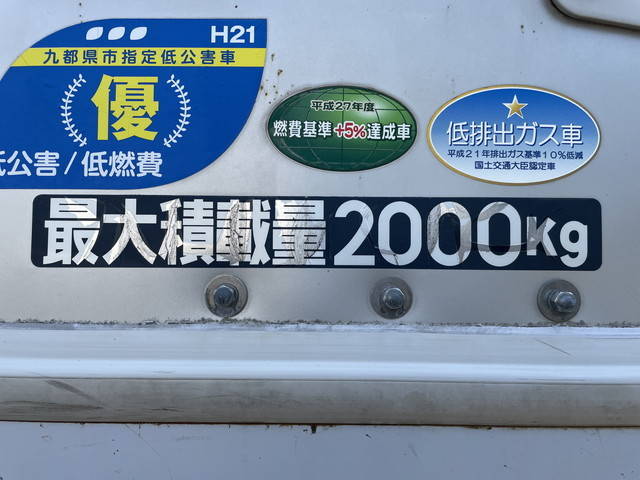 H21
九都県市指定低公害車
優
低公害/低燃費
平成27年度
燃費基準+5%達成車
低排出ガス車
平成21年排出ガス基準10%低減
国土交通大臣認定車
最大積載量2000Kg